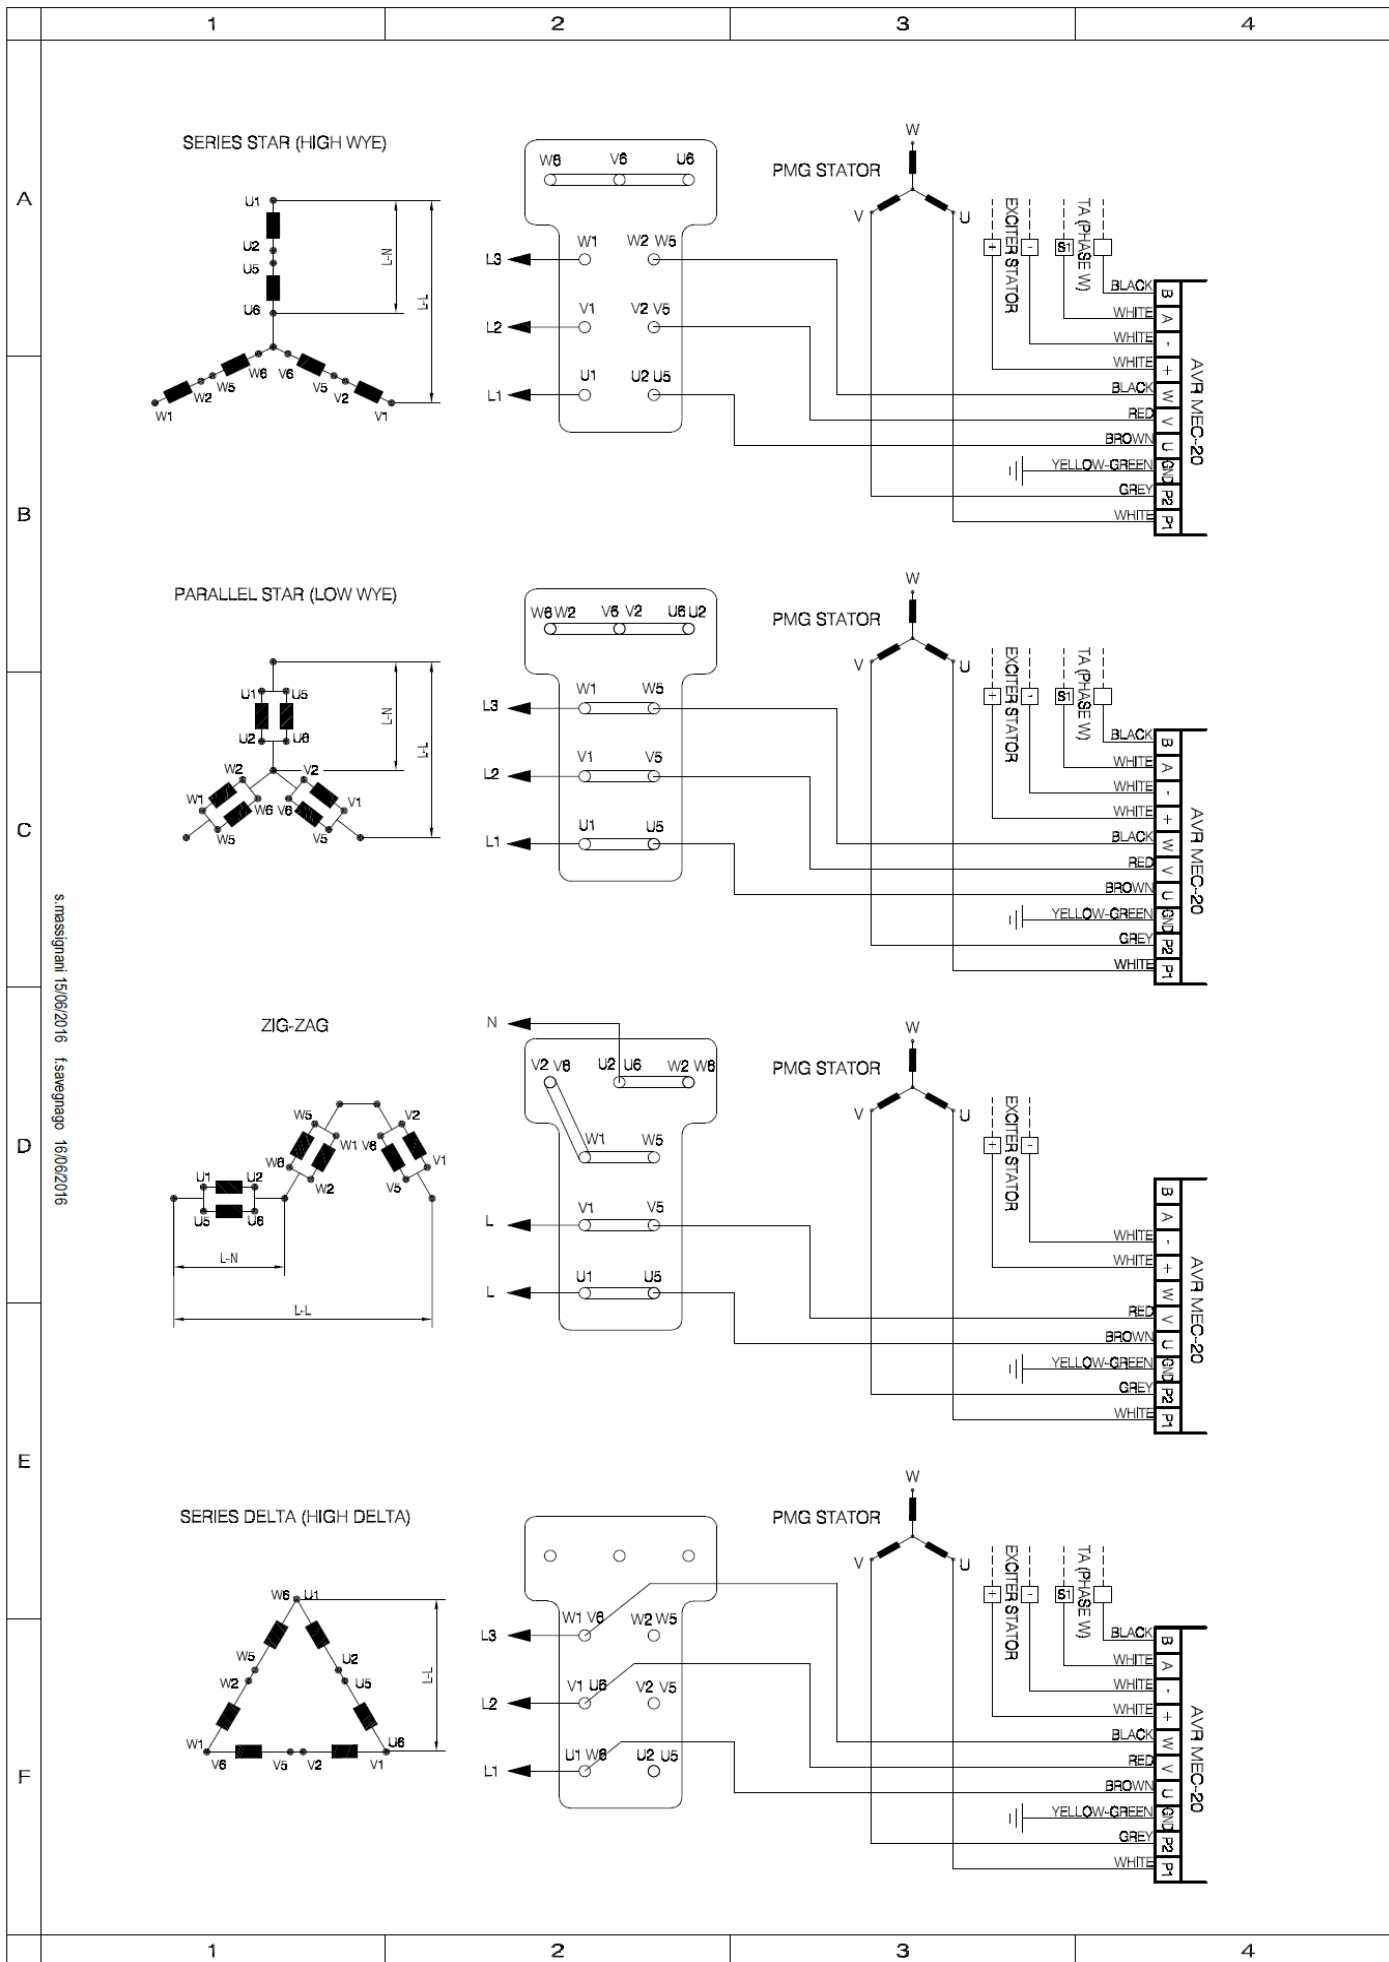 1 2 3 4
A
B
C
D
E
F
s.massignani 15/06/2016 f.savegnago 16/06/2016
SERIES STAR (HIGH WYE)
U1
U2
U5
U6
W6 V6
W5 V5
W2 V2
W1 V1
L-N
L-L
W6 V6 U6
L3 W1 W2 W5
L2 V1 V2 V5
L1 U1 U2 U5
PMG STATOR
W
V U
EXCITER STATOR
+ -
TA (PHASE W)
S1
BLACK B
WHITE A
WHITE -
WHITE +
BLACK W
RED V
BROWN U
YELLOW-GREEN GND
GREY P2
WHITE P1
AVR MEC-20
PARALLEL STAR (LOW WYE)
U1 U5
U2 U6
W2 V2
W1 W6 V6 V1
W5 V5
L-N
L-L
W6 W2 V6 V2 U6 U2
L3 W1 W5
L2 V1 V5
L1 U1 U5
PMG STATOR
W
V U
EXCITER STATOR
+ -
TA (PHASE W)
S1
BLACK B
WHITE A
WHITE -
WHITE +
BLACK W
RED V
BROWN U
YELLOW-GREEN GND
GREY P2
WHITE P1
AVR MEC-20
ZIG-ZAG
W5 V2
W1 V6
W6 V1
W2 V5
U1 U2
U5 U6
L-N
L-L
N
V2 V6 U2 U6 W2 W6
W1 W5
L V1 V5
L U1 U5
PMG STATOR
W
V U
EXCITER STATOR
+ -
B
A
WHITE -
WHITE +
W
RED V
BROWN U
YELLOW-GREEN GND
GREY P2
WHITE P1
AVR MEC-20
SERIES DELTA (HIGH DELTA)
W6 U1
W5 U2
W2 U5
W1 U6
V6 V5 V2 V1
L-L
L3 W1 V6 W2 W5
L2 V1 U6 V2 V5
L1 U1 W6 U2 U5
PMG STATOR
W
V U
EXCITER STATOR
+ -
TA (PHASE W)
S1
BLACK B
WHITE A
WHITE -
WHITE +
BLACK W
RED V
BROWN U
YELLOW-GREEN GND
GREY P2
WHITE P1
AVR MEC-20
1 2 3 4